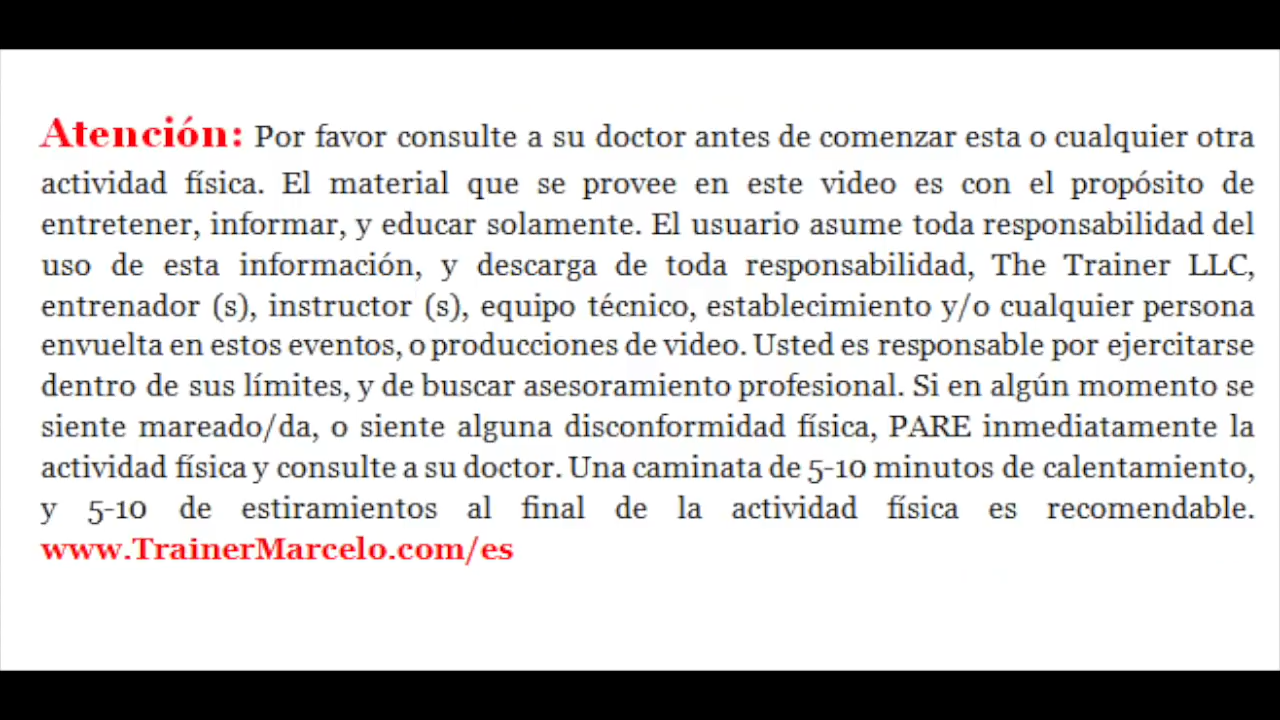 Atención: Por favor consulte a su doctor antes de comenzar esta o cualquier otra
actividad física. El material que se provee en este video es con el propósito de
entretener, informar, y educar solamente. El usuario asume toda responsabilidad del
uso de esta información, y descarga de toda responsabilidad, The Trainer LLC,
entrenador (s), instructor (s), equipo técnico, establecimiento y/o cualquier persona
envuelta en estos eventos, o producciones de video. Usted es responsable por ejercitarse
dentro de sus límites, y de buscar asesoramiento profesional. Si en algún momento se
siente mareado/da, o siente alguna disconformidad física, PARE inmediatamente la
actividad física y consulte a su doctor. Una caminata de 5-10 minutos de calentamiento,
y 5-10 de estiramientos al final de la actividad física es recomendable.
www.TrainerMarcelo.com/es